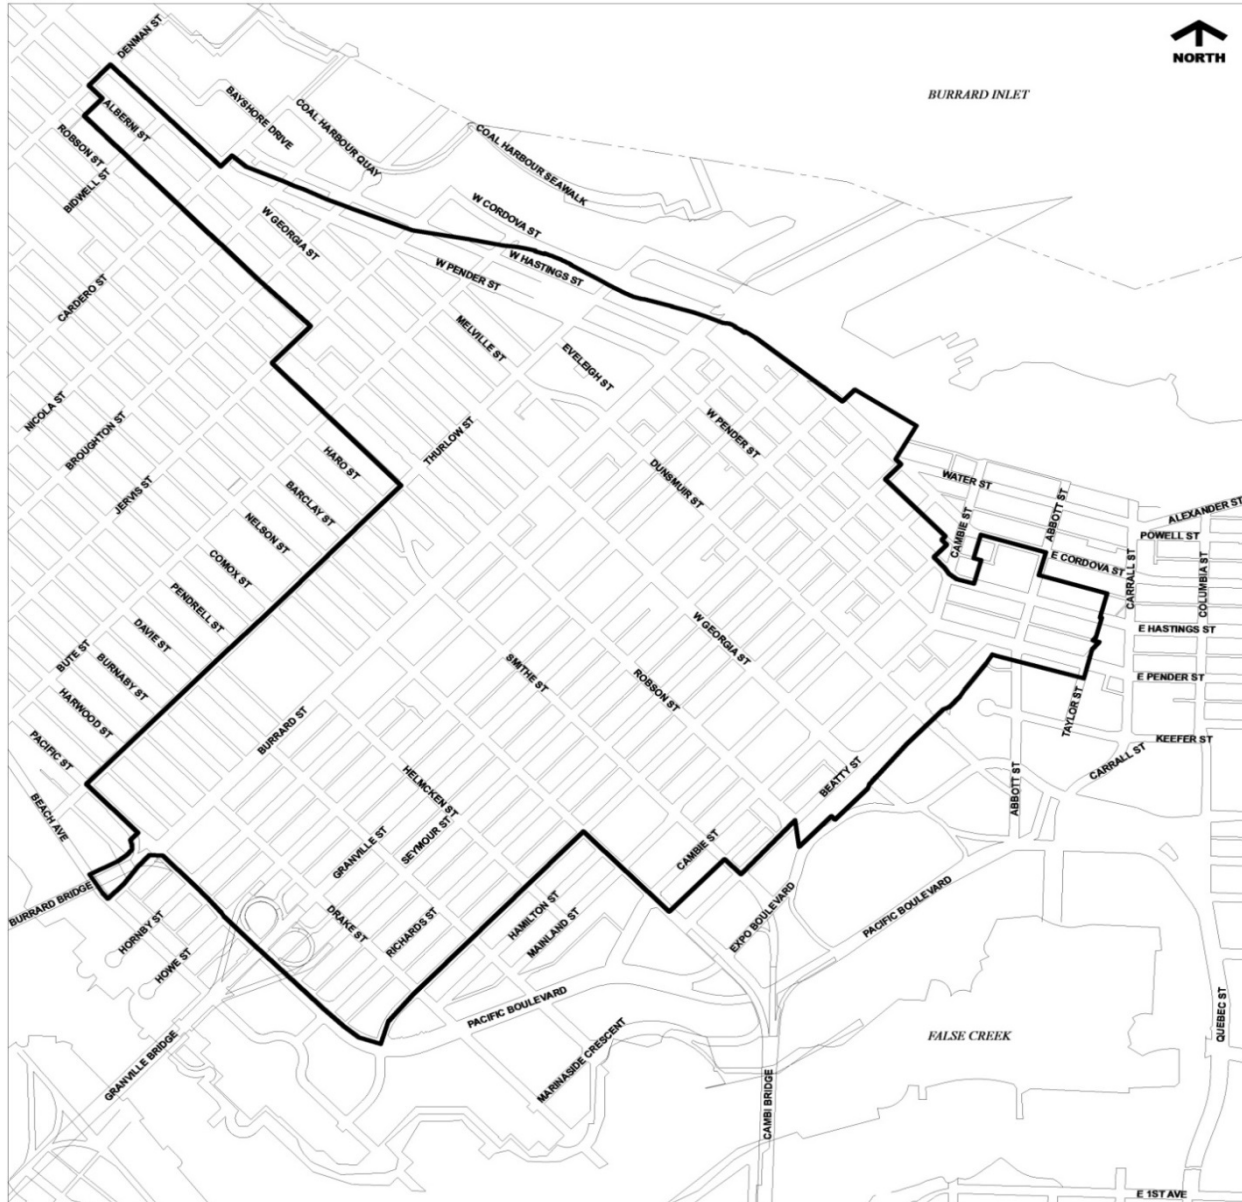 DENMAN ST
NORTH
BURRARD INLET
BAYSHORE DRIVE
COAL HARBOUR QUAY
ALBERNI ST
COAL HARBOUR SEAWALK
ROBSON ST
BIDWELL ST
W CORDOVA ST
W GEORGIA ST
W HASTINGS ST
W PENDER ST
CARDERO ST
MELVILLE ST
EVELEIGH ST
NICOLA ST
BROUGHTON ST
THURLOW ST
W PENDER ST
HARO ST
DUNSMUIR ST
JERVIS ST
BARCLAY ST
WATER ST
ABBOTT ST
ALEXANDER ST
NELSON ST
CAMBIE ST
POWELL ST
COMOX ST
E CORDOVA ST
CARRALL ST
COLUMBIA ST
PENDRELL ST
E HASTINGS ST
DAVIE ST
W GEORGIA ST
BUTE ST
BURNABY ST
SMITHE ST
ROBSON ST
E PENDER ST
HARWOOD ST
TAYLOR ST
BURRARD ST
KEEFER ST
PACIFIC ST
CARRALL ST
BEATTY ST
HELMCKEN ST
ABBOTT ST
BEACH AVE
SEYMOUR ST
GRANVILLE ST
CAMBIE ST
BURRARD BRIDGE
HORNBY ST
DRAKE ST
RICHARDS ST
HAMILTON ST
MAINLAND ST
EXPO BOULEVARD
PACIFIC BOULEVARD
HOWE ST
PACIFIC BOULEVARD
QUEBEC ST
FALSE CREEK
GRANVILLE BRIDGE
MARINASIDE CRESCENT
CAMBI BRIDGE
E 1ST AVE